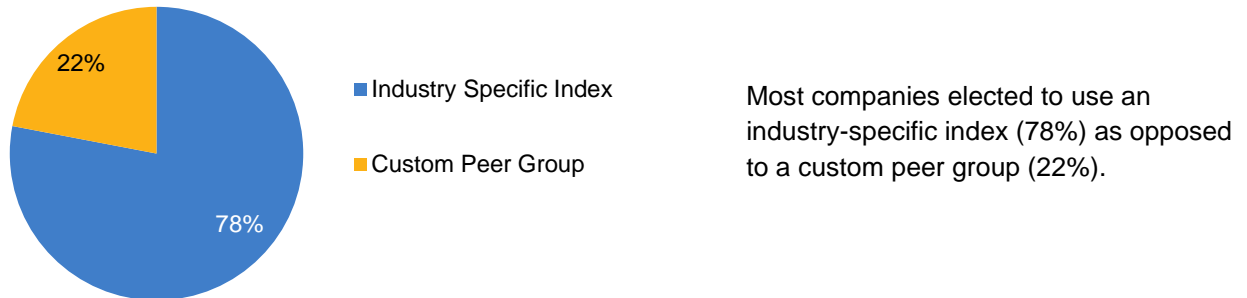 22%
78%
Industry Specific Index
Custom Peer Group
Most companies elected to use an
industry-specific index (78%) as opposed
to a custom peer group (22%).